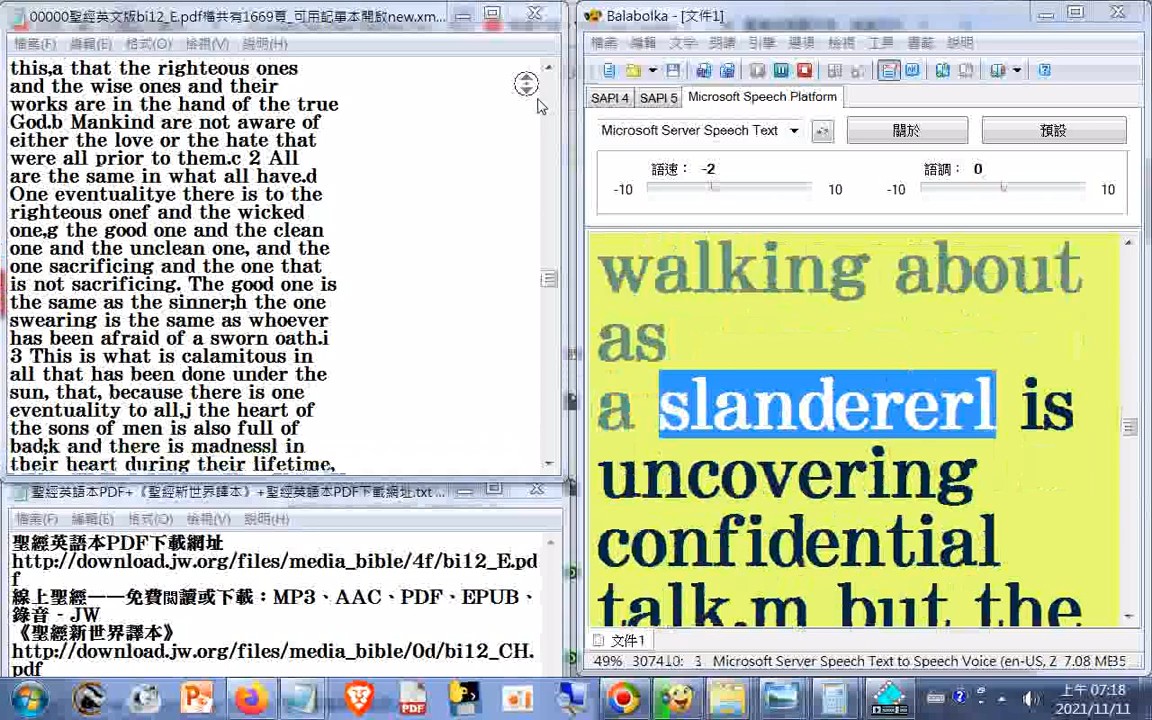 00000聖經英文版bi12_E.pdf檔共有1669頁_可用記事本開啟new.xm...
檔案(F) 編輯(E) 格式(O) 檢視(V) 說明(H)
this,a that the righteous ones
and the wise ones and their
works are in the hand of the true
God.b Mankind are not aware of
either the love or the hate that
were all prior to them.c 2 All
are the same in what all have.d
One eventualitye there is to the
righteous onef and the wicked
one,g the good one and the clean
one and the unclean one, and the
one sacrificing and the one that
is not sacrificing. The good one is
the same as the sinner;h the one
swearing is the same as whoever
has been afraid of a sworn oath.i
3 This is what is calamitous in
all that has been done under the
sun, that, because there is one
eventuality to all,j the heart of
the sons of men is also full of
bad;k and there is madnessl in
their heart during their lifetime,
聖經英語本PDF+《聖經新世界譯本》+聖經英語本PDF下載網址.txt ...
檔案(F) 編輯(E) 格式(O) 檢視(V) 說明(H)
聖經英語本PDF下載網址
http://download.jw.org/files/media_bible/4f/bi12_E.pd
f
線上聖經——免費閱讀或下載：MP3、AAC、PDF、EPUB、
錄音 - JW
《聖經新世界譯本》
http://download.jw.org/files/media_bible/0d/bi12_CH.
pdf
Balabolka - [文件1]
檔案 編輯 文字 朗讀 引擎 選項 檢視 工具 書籤 說明
SAPI 4 SAPI 5 Microsoft Speech Platform
Microsoft Server Speech Text 關於 預設
語速： -2 語調： 0
-10 10 -10 10
walking about
as
a slandererl is
uncovering
confidential
talk,m but the
文件1
49% 307410: 1 Microsoft Server Speech Text to Speech Voice (en-US, Z 7.08 MB
PDF
上午 07:18
2021/11/11